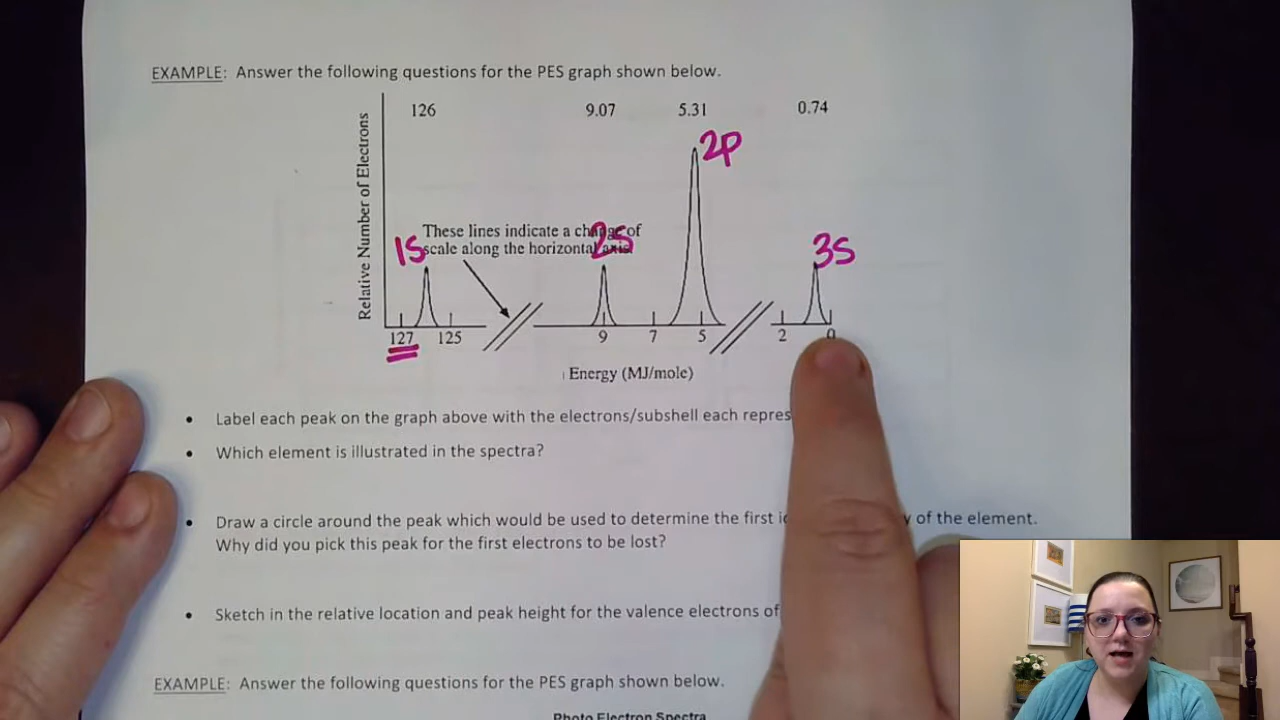 EXAMPLE: Answer the following questions for the PES graph shown below.
126 9.07 5.31 0.74
Relative Number of Electrons
2p
These lines indicate a change of
scale along the horizontal axis.
1S 2S 3S
127 125 9 7 5 2 0
Energy (MJ/mole)
• Label each peak on the graph above with the electrons/subshell each
• Which element is illustrated in the spectra?
• Draw a circle around the peak which would be used to determine the first of the element.
Why did you pick this peak for the first electrons to be lost?
• Sketch in the relative location and peak height for the valence electrons of
EXAMPLE: Answer the following questions for the PES graph shown below.
Photo Electron Spectra